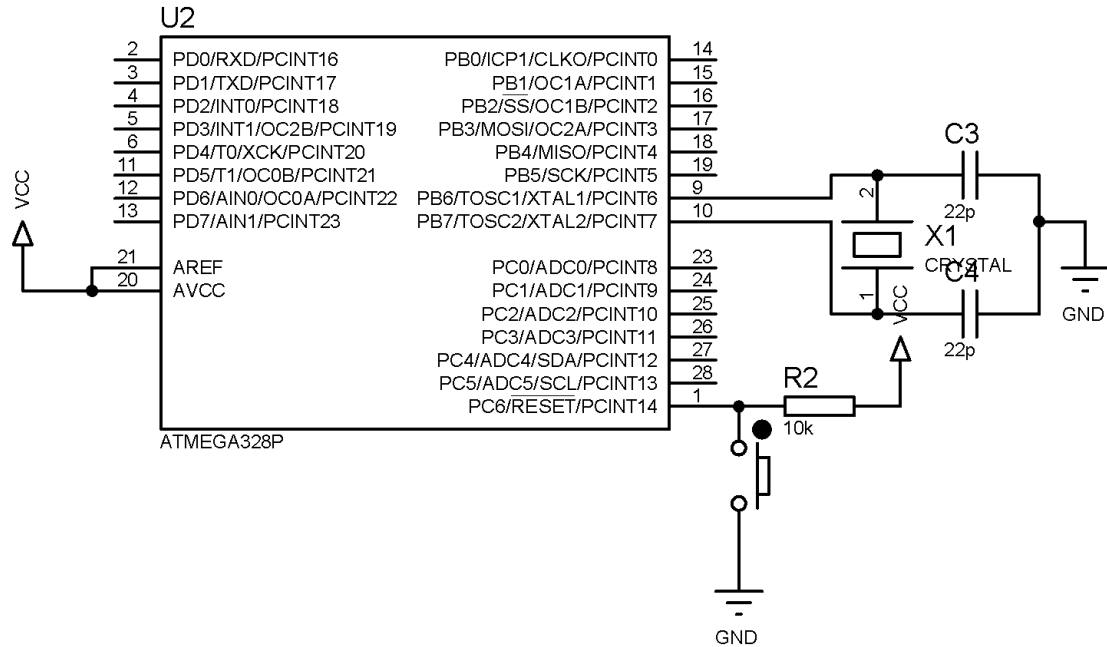 U2
2 PD0/RXD/PCINT16 PB0/ICP1/CLKO/PCINT0 14
3 PD1/TXD/PCINT17 PB1/OC1A/PCINT1 15
4 PD2/INT0/PCINT18 PB2/SS/OC1B/PCINT2 16
5 PD3/INT1/OC2B/PCINT19 PB3/MOSI/OC2A/PCINT3 17
6 PD4/T0/XCK/PCINT20 PB4/MISO/PCINT4 18
11 PD5/T1/OC0B/PCINT21 PB5/SCK/PCINT5 19
12 PD6/AIN0/OC0A/PCINT22 PB6/TOSC1/XTAL1/PCINT6 9
13 PD7/AIN1/PCINT23 PB7/TOSC2/XTAL2/PCINT7 10
21 AREF PC0/ADC0/PCINT8 23
20 AVCC PC1/ADC1/PCINT9 24
PC2/ADC2/PCINT10 25
PC3/ADC3/PCINT11 26
PC4/ADC4/SDA/PCINT12 27
PC5/ADC5/SCL/PCINT13 28
PC6/RESET/PCINT14 1
ATMEGA328P
VCC
C3
22p
2
X1
CRYSTAL
1
C4
22p
GND
VCC
R2
10k
GND